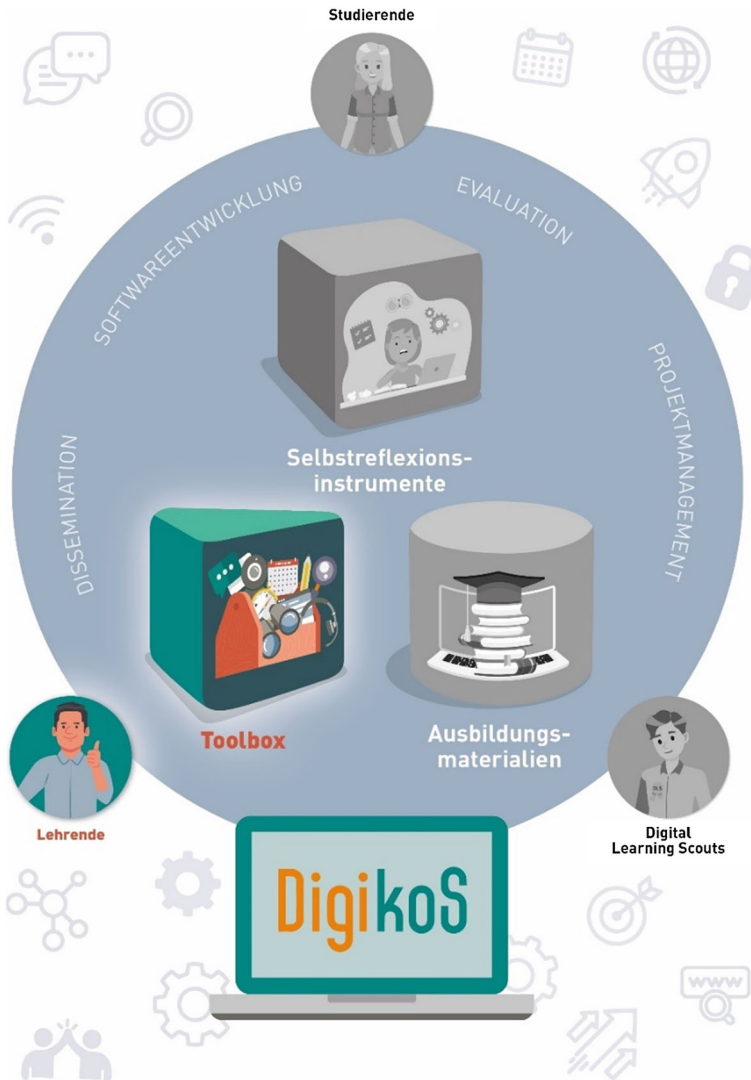 Studierende
SOFTWAREENTWICKLUNG
EVALUATION
DISSEMINATION
PROJEKTMANAGEMENT
Selbstreflexions-
instrumente
Toolbox
Ausbildungs-
materialien
Lehrende
Digital
Learning Scouts
DigikoS
WWW